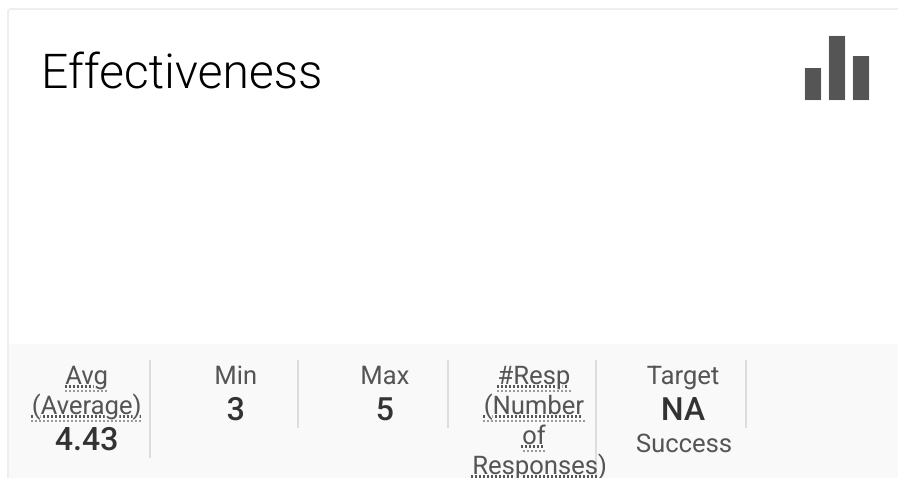 Effectiveness
Avg
(Average)
4.43
Min
3
Max
5
#Resp
(Number
of
Responses)
Target
NA
Success